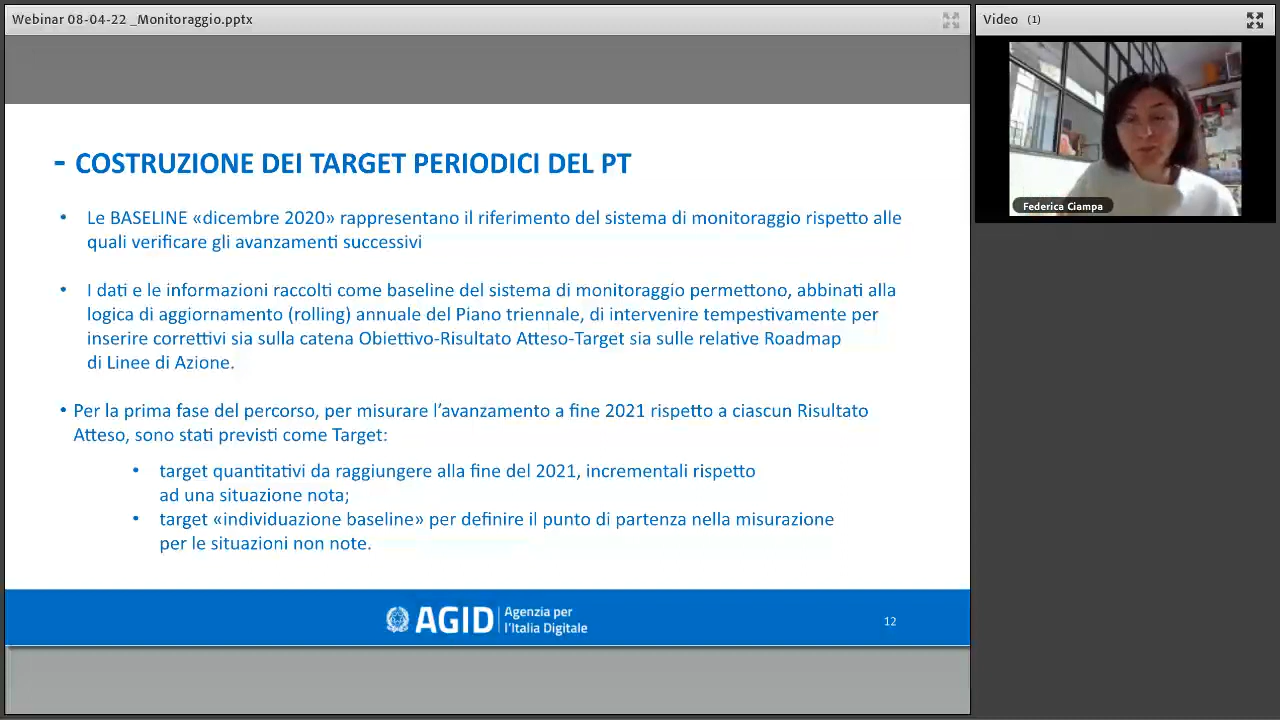 Webinar 08-04-22 _Monitoraggio.pptx
Video (1)
Federica Ciampa
- COSTRUZIONE DEI TARGET PERIODICI DEL PT
• Le BASELINE «dicembre 2020» rappresentano il riferimento del sistema di monitoraggio rispetto alle
quali verificare gli avanzamenti successivi
• I dati e le informazioni raccolti come baseline del sistema di monitoraggio permettono, abbinati alla
logica di aggiornamento (rolling) annuale del Piano triennale, di intervenire tempestivamente per
inserire correttivi sia sulla catena Obiettivo-Risultato Atteso-Target sia sulle relative Roadmap
di Linee di Azione.
• Per la prima fase del percorso, per misurare l’avanzamento a fine 2021 rispetto a ciascun Risultato
Atteso, sono stati previsti come Target:
• target quantitativi da raggiungere alla fine del 2021, incrementali rispetto
ad una situazione nota;
• target «individuazione baseline» per definire il punto di partenza nella misurazione
per le situazioni non note.
AGID
Agenzia per
l’Italia Digitale
12